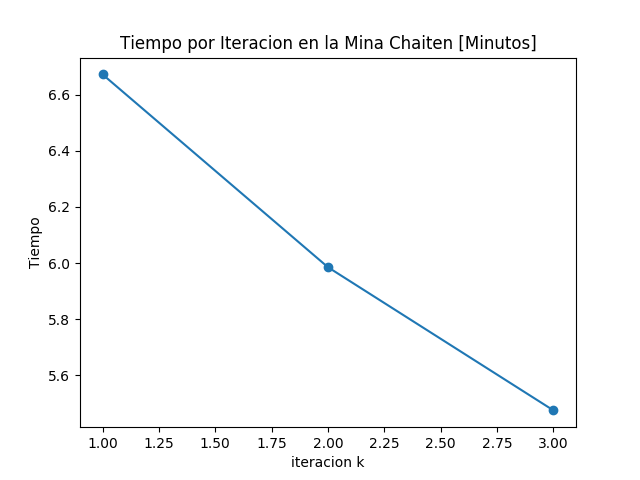 Tiempo por Iteracion en la Mina Chaiten [Minutos]
6.6
6.4
6.2
6.0
5.8
5.6
Tiempo
1.00 1.25 1.50 1.75 2.00 2.25 2.50 2.75 3.00
iteracion k